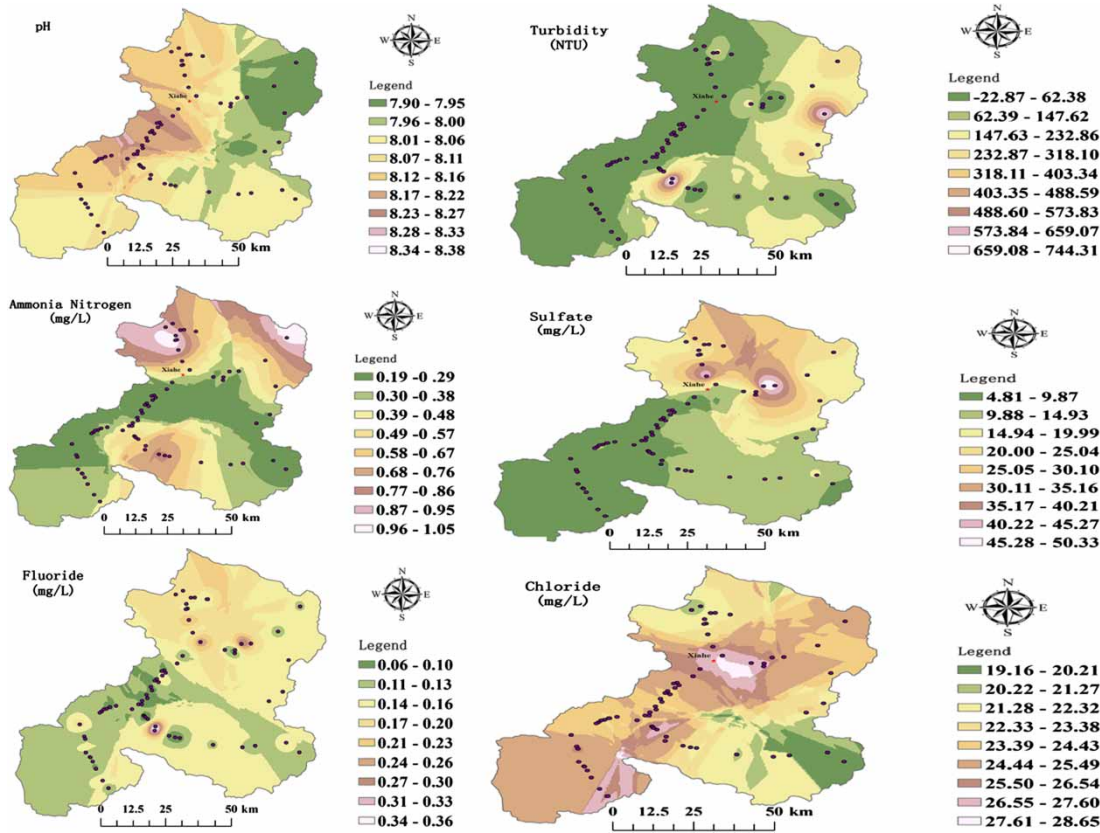 pH
N
W E
S
Legend
7.90 - 7.95
7.96 - 8.00
8.01 - 8.06
8.07 - 8.11
8.12 - 8.16
8.17 - 8.22
8.23 - 8.27
8.28 - 8.33
8.34 - 8.38
Xiahe
0 12.5 25 50 km
Turbidity
(NTU)
N
W E
S
Legend
-22.87 - 62.38
62.39 - 147.62
147.63 - 232.86
232.87 - 318.10
318.11 - 403.34
403.35 - 488.59
488.60 - 573.83
573.84 - 659.07
659.08 - 744.31
Xiahe
0 12.5 25 50 km
Ammonia Nitrogen
(mg/L)
N
W E
S
Legend
0.19 -0 .29
0.30 - 0.38
0.39 - 0.48
0.49 - 0.57
0.58 - 0.67
0.68 - 0.76
0.77 -0 .86
0.87 - 0.95
0.96 - 1.05
Xiahe
0 12.5 25 50 km
Sulfate
(mg/L)
N
W E
S
Legend
4.81 - 9.87
9.88 - 14.93
14.94 - 19.99
20.00 - 25.04
25.05 - 30.10
30.11 - 35.16
35.17 - 40.21
40.22 - 45.27
45.28 - 50.33
Xiahe
0 12.5 25 50 km
Fluoride
(mg/L)
N
W E
S
Legend
0.06 - 0.10
0.11 - 0.13
0.14 - 0.16
0.17 - 0.20
0.21 - 0.23
0.24 - 0.26
0.27 - 0.30
0.31 - 0.33
0.34 - 0.36
0 12.5 25 50 km
Chloride
(mg/L)
N
W E
S
Legend
19.16 - 20.21
20.22 - 21.27
21.28 - 22.32
22.33 - 23.38
23.39 - 24.43
24.44 - 25.49
25.50 - 26.54
26.55 - 27.60
27.61 - 28.65
Xiahe
0 12.5 25 50 km